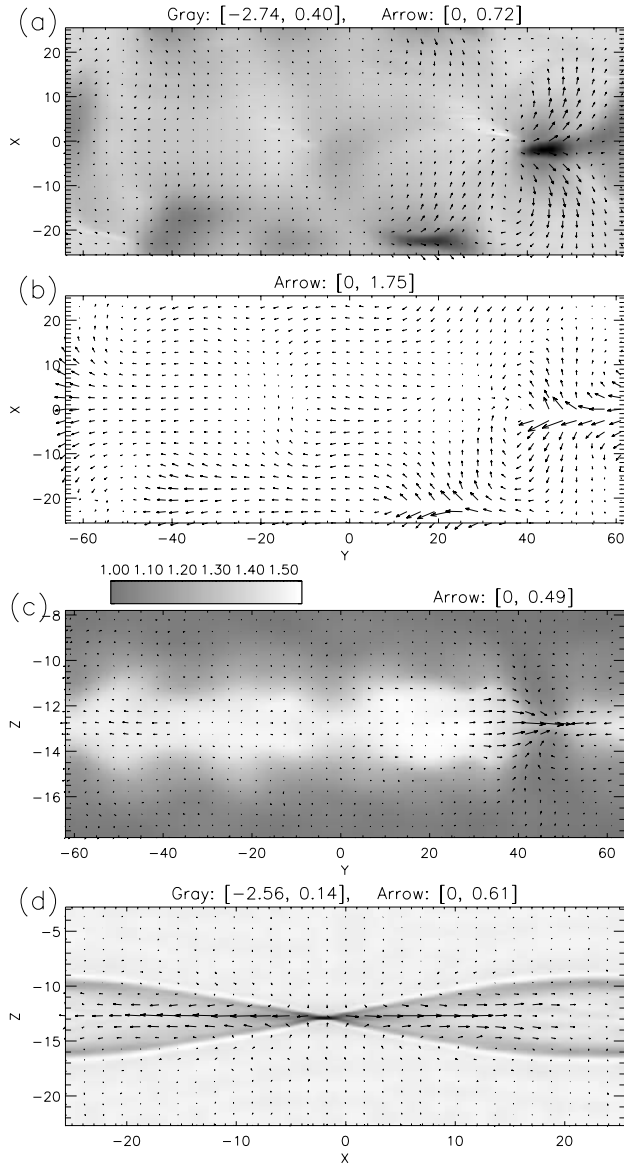 (a) Gray: [-2.74, 0.40], Arrow: [0, 0.72]
20
10
X
0
-10
-20
(b) Arrow: [0, 1.75]
20
10
X
0
-10
-20
-60 -40 -20 0 20 40 60
Y
1.00 1.10 1.20 1.30 1.40 1.50
(c) Arrow: [0, 0.49]
-8
-10
-12
Z
-14
-16
-60 -40 -20 0 20 40 60
Y
(d) Gray: [-2.56, 0.14], Arrow: [0, 0.61]
-5
-10
Z
-15
-20
-20 -10 0 10 20
X